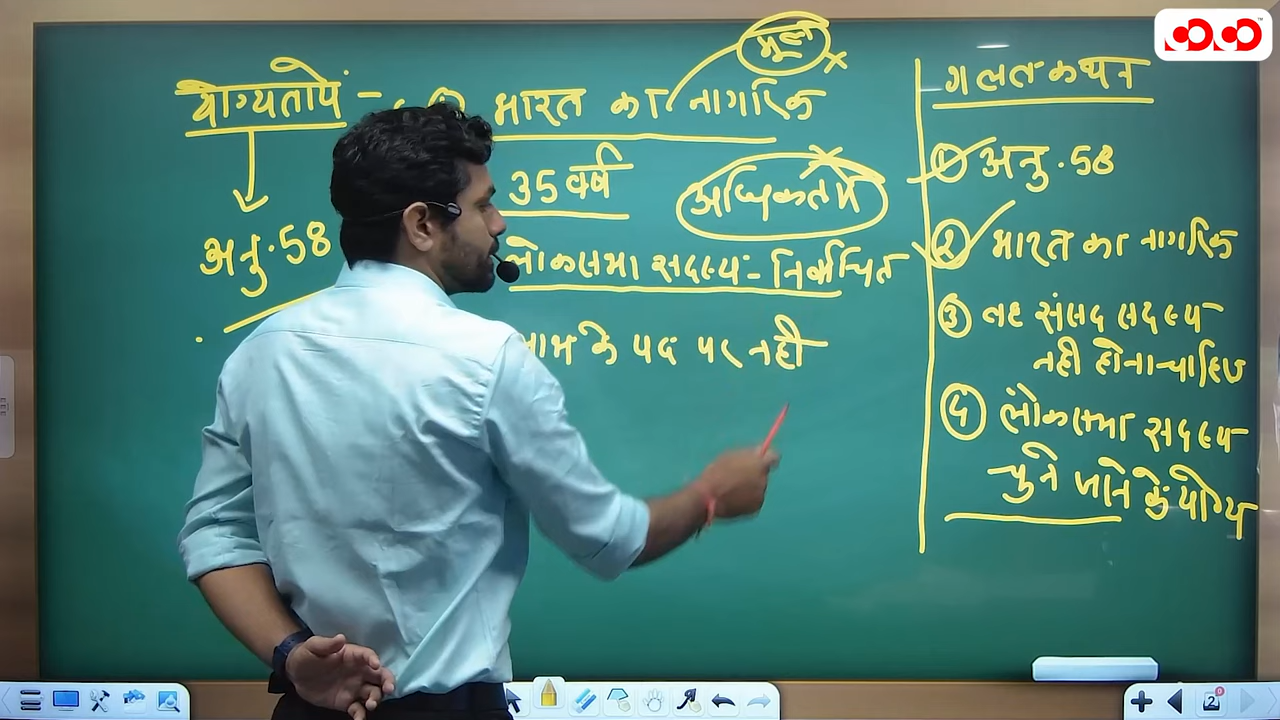 मूल
योग्यताएं -
भारत का नागरिक
35 वर्ष
अधिकतम
अनु. 58
लोकसभा सदस्य - निर्वाचित
लाभ के पद पर नही
गलत कथन
① अनु. 58
② भारत का नागरिक
③ वह संसद सदस्य
नही होना चाहिए
④ लोकसभा सदस्य
चुने जाने के योग्य
2